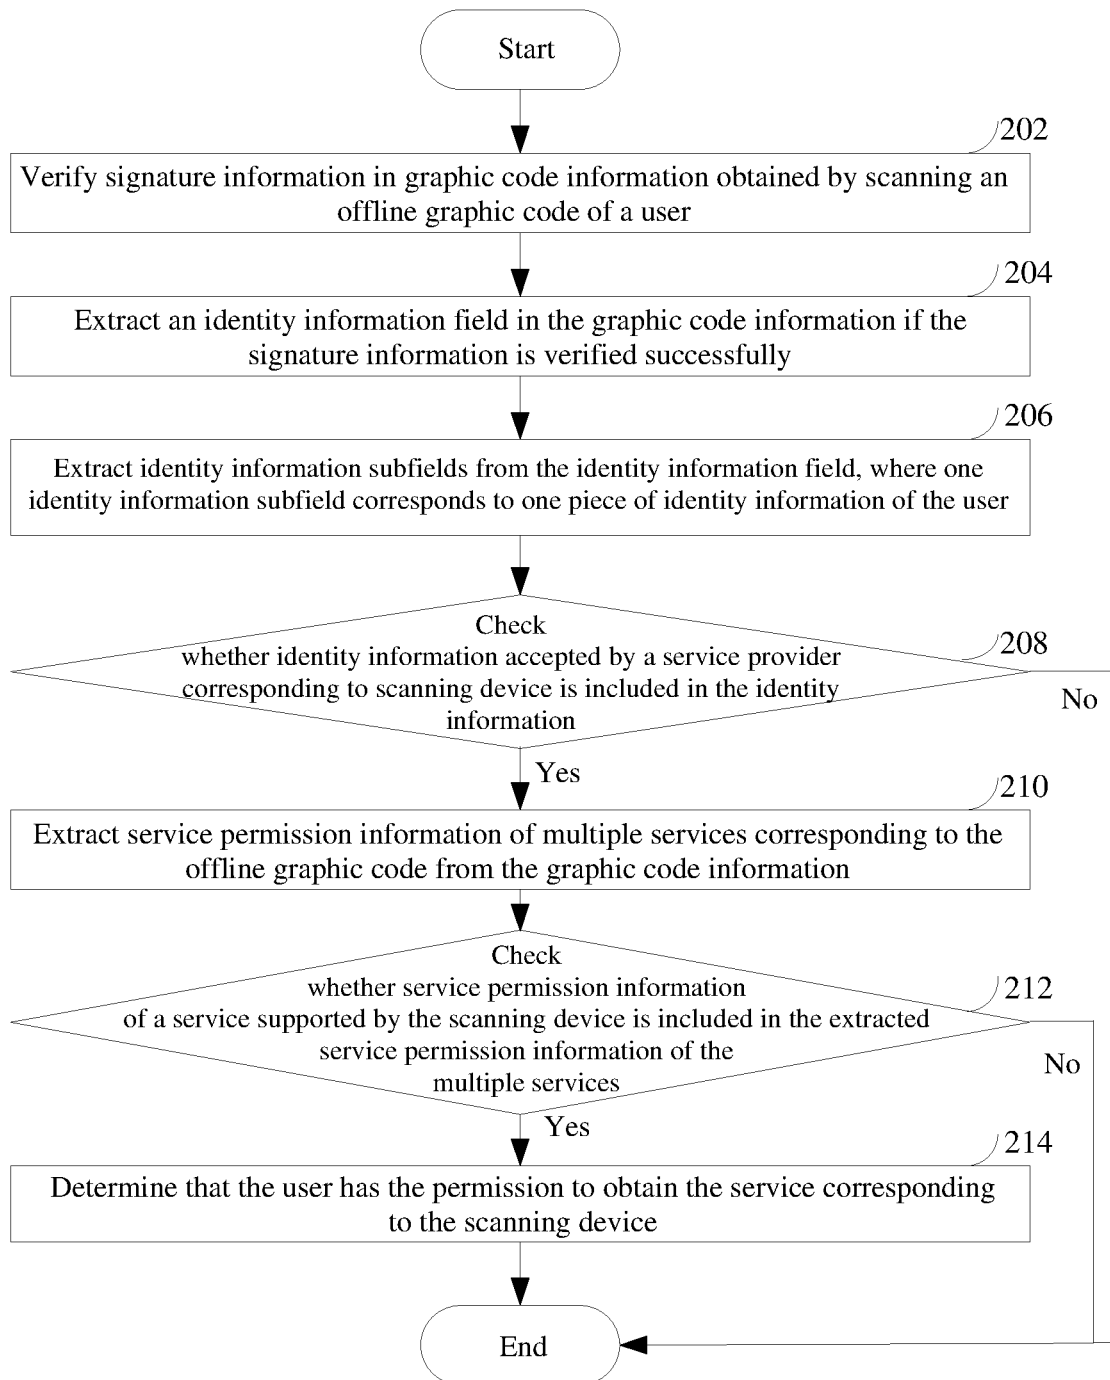 Start
202
Verify signature information in graphic code information obtained by scanning an
offline graphic code of a user
204
Extract an identity information field in the graphic code information if the
signature information is verified successfully
206
Extract identity information subfields from the identity information field, where one
identity information subfield corresponds to one piece of identity information of the user
208
Check
whether identity information accepted by a service provider
corresponding to scanning device is included in the identity
information
No
Yes
210
Extract service permission information of multiple services corresponding to the
offline graphic code from the graphic code information
212
Check
whether service permission information
of a service supported by the scanning device is included in the extracted
service permission information of the
multiple services
No
Yes
214
Determine that the user has the permission to obtain the service corresponding
to the scanning device
End